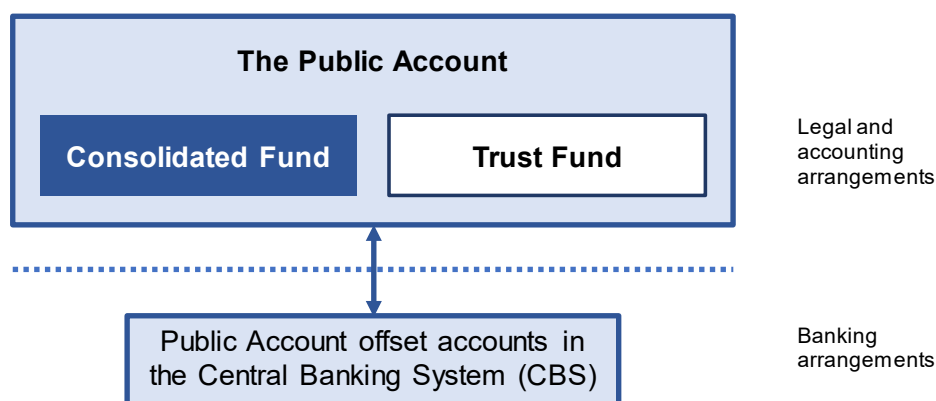 The Public Account
Consolidated Fund
Trust Fund
Legal and
accounting
arrangements
Public Account offset accounts in
the Central Banking System (CBS)
Banking
arrangements